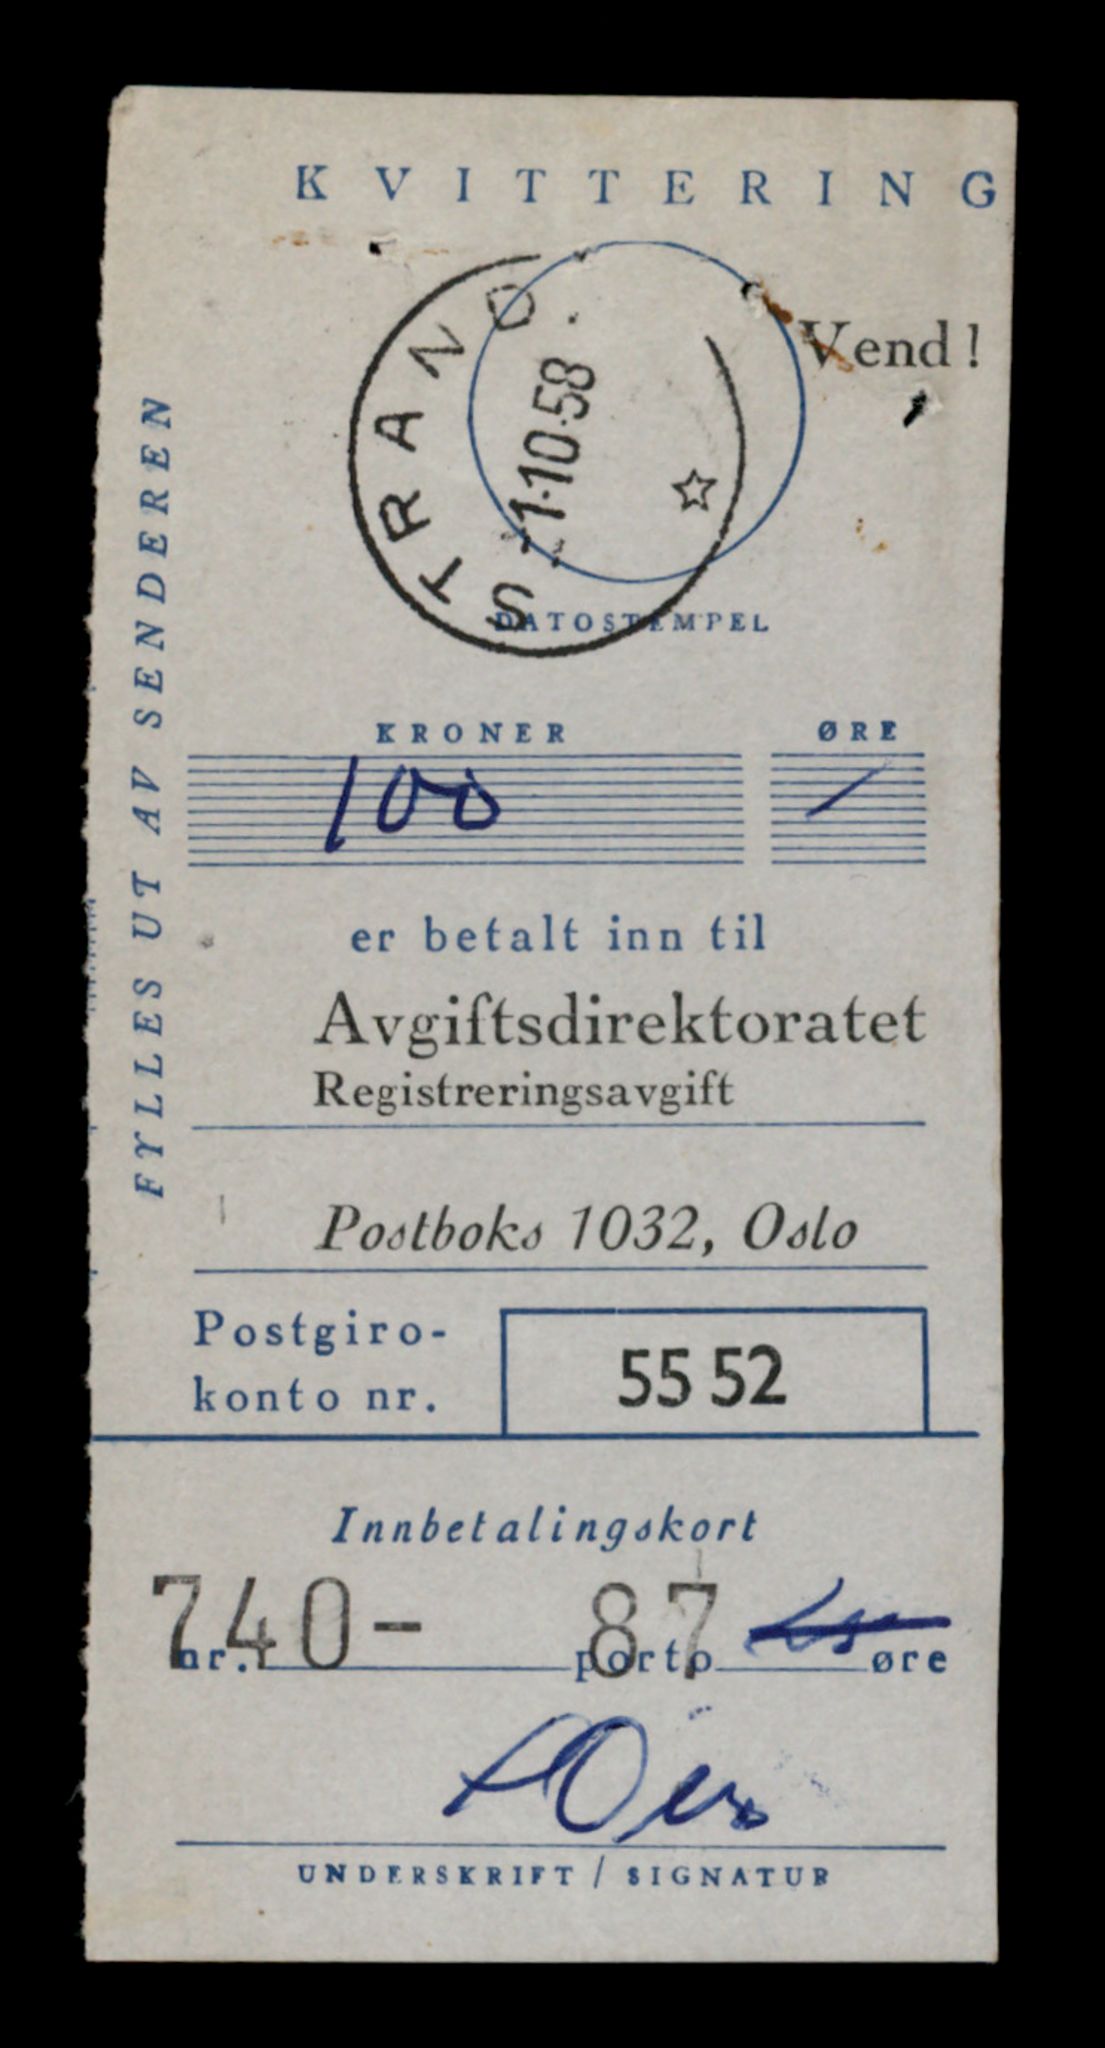 KVITTERING
Vend!
STRAND
-1-10-58
DATOSTEMPEL
FYLLES UT AV SENDEREN
KRONER ØRE
100 /
er betalt inn til
Avgiftsdirektoratet
Registreringsavgift
Postboks 1032, Oslo
Postgiro-
konto nr.
55 52
Innbetalingskort
740- 87
nr. porto øre
UNDERSKRIFT / SIGNATUR